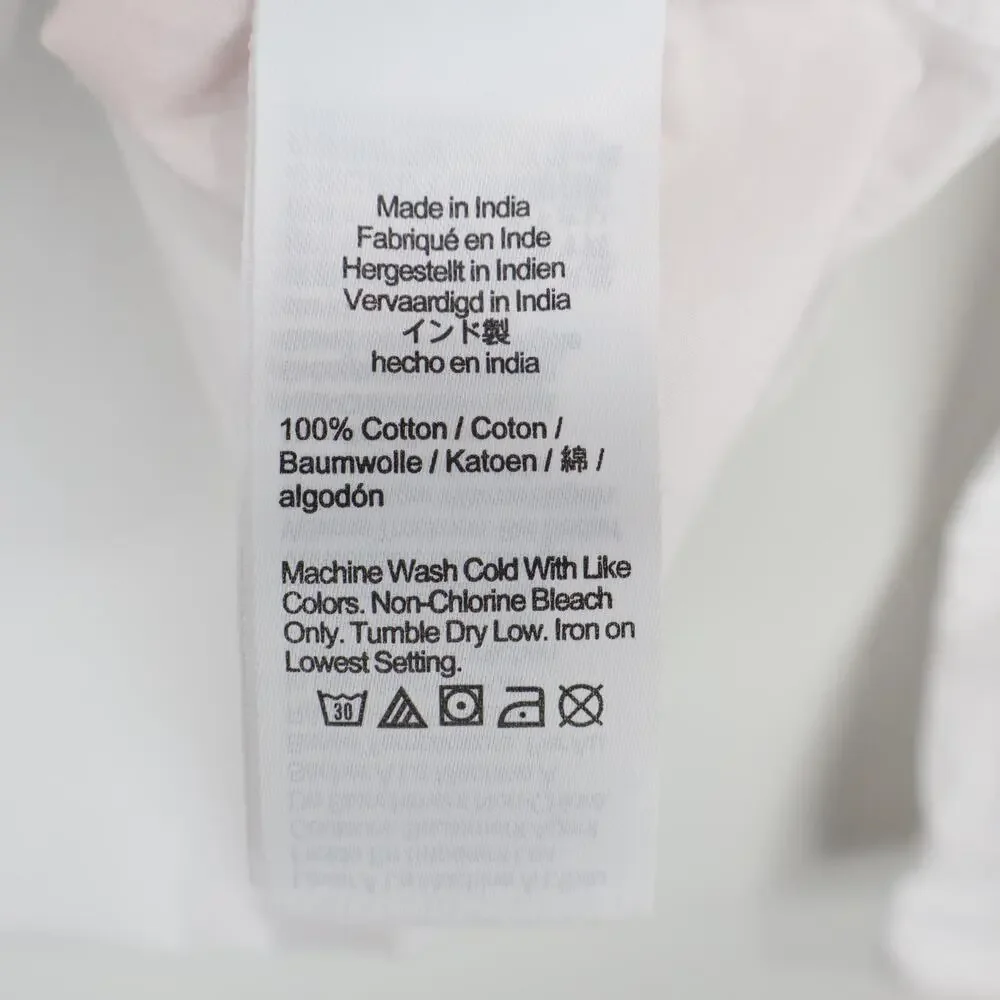 Made in India
Fabriqué en Inde
Hergestellt in Indien
Vervaardigd in India
インド製
hecho en india
100% Cotton / Coton /
Baumwolle / Katoen / 綿 /
algodón
Machine Wash Cold With Like
Colors. Non-Chlorine Bleach
Only. Tumble Dry Low. Iron on
Lowest Setting.
30